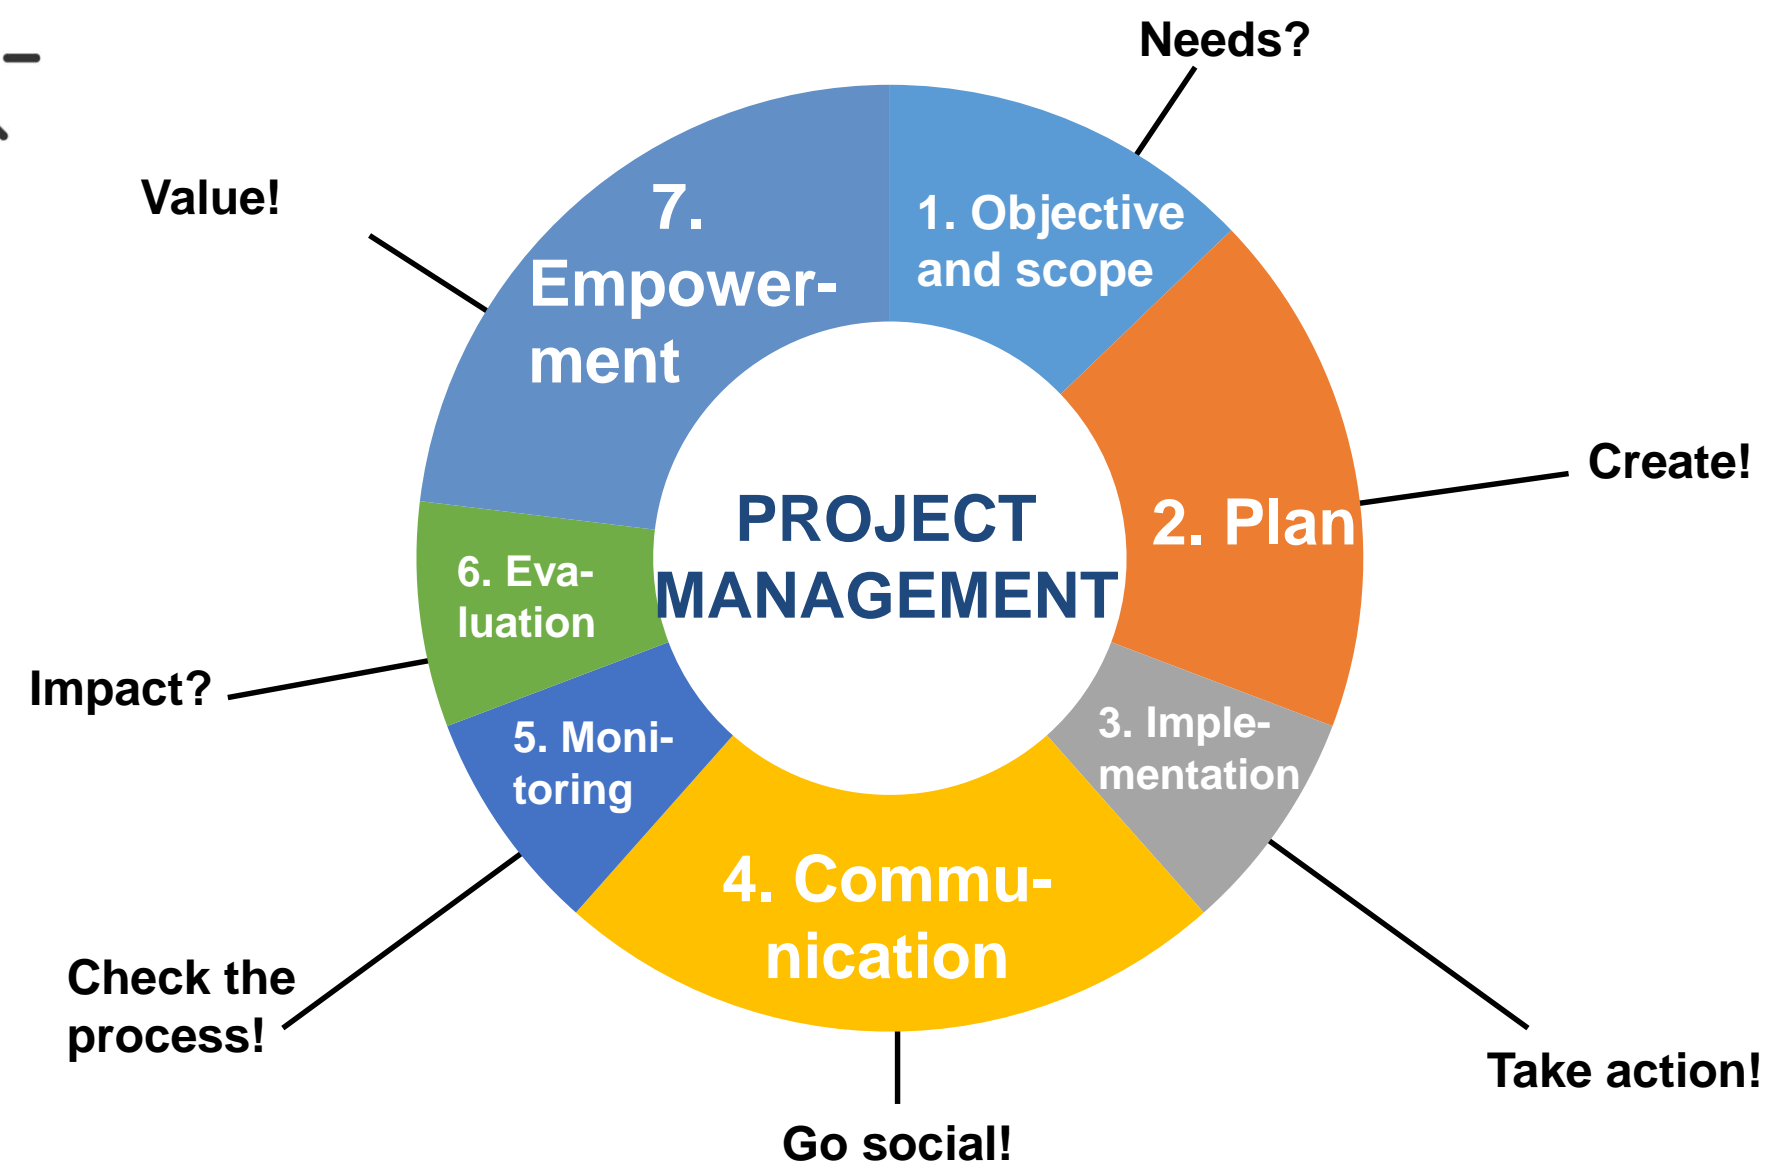 Needs?
Value!
7.
Empower-
ment
1. Objective
and scope
Create!
2. Plan
PROJECT
MANAGEMENT
6. Eva-
luation
Impact?
5. Moni-
toring
3. Imple-
mentation
4. Commu-
nication
Check the
process!
Take action!
Go social!